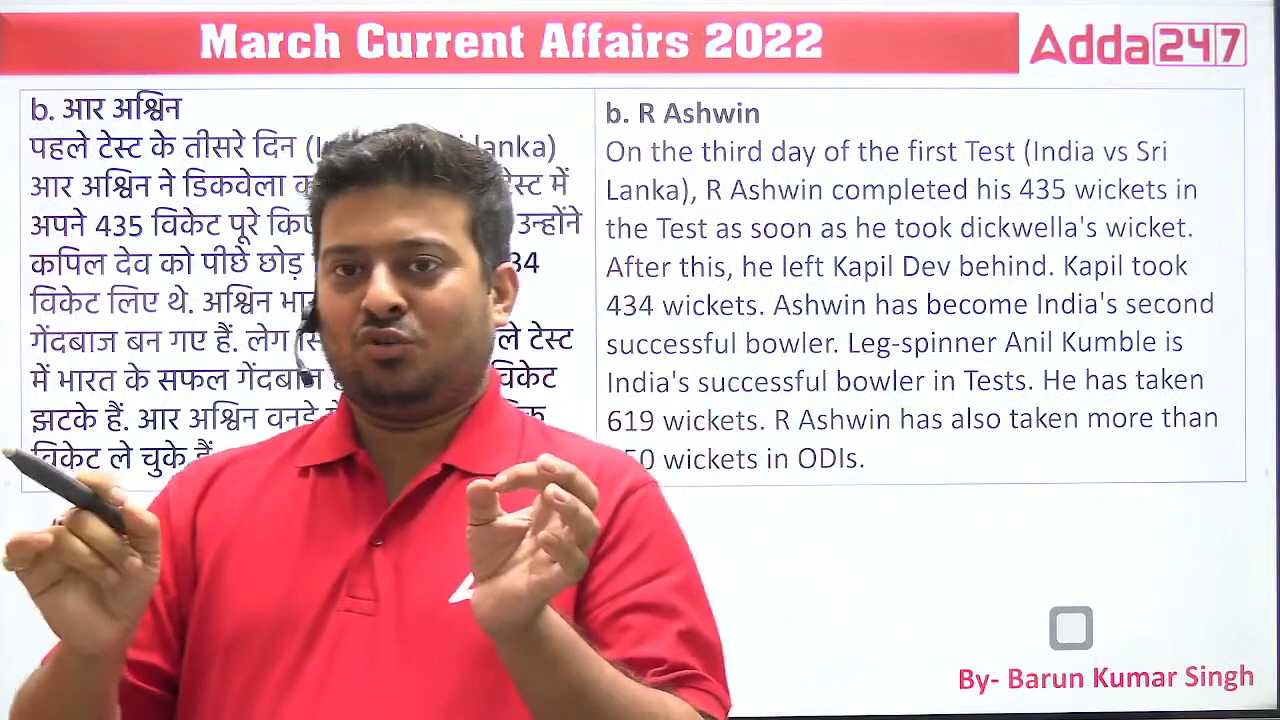 March Current Affairs 2022
Adda247
b. आर अश्विन
पहले टेस्ट के तीसरे दिन (I lanka)
आर अश्विन ने डिकवेला में
अपने 435 विकेट पूरे उन्होंने
कपिल देव को पीछे छोड़ 34
विकेट लिए थे. अश्विन
गेंदबाज बन गए हैं. लेग टेस्ट
में भारत के सफल गेंदबाज विकेट
झटके हैं. आर अश्विन वनडे
विकेट ले चुके हैं
b. R Ashwin
On the third day of the first Test (India vs Sri
Lanka), R Ashwin completed his 435 wickets in
the Test as soon as he took dickwella's wicket.
After this, he left Kapil Dev behind. Kapil took
434 wickets. Ashwin has become India's second
successful bowler. Leg-spinner Anil Kumble is
India's successful bowler in Tests. He has taken
619 wickets. R Ashwin has also taken more than
50 wickets in ODIs.
By- Barun Kumar Singh